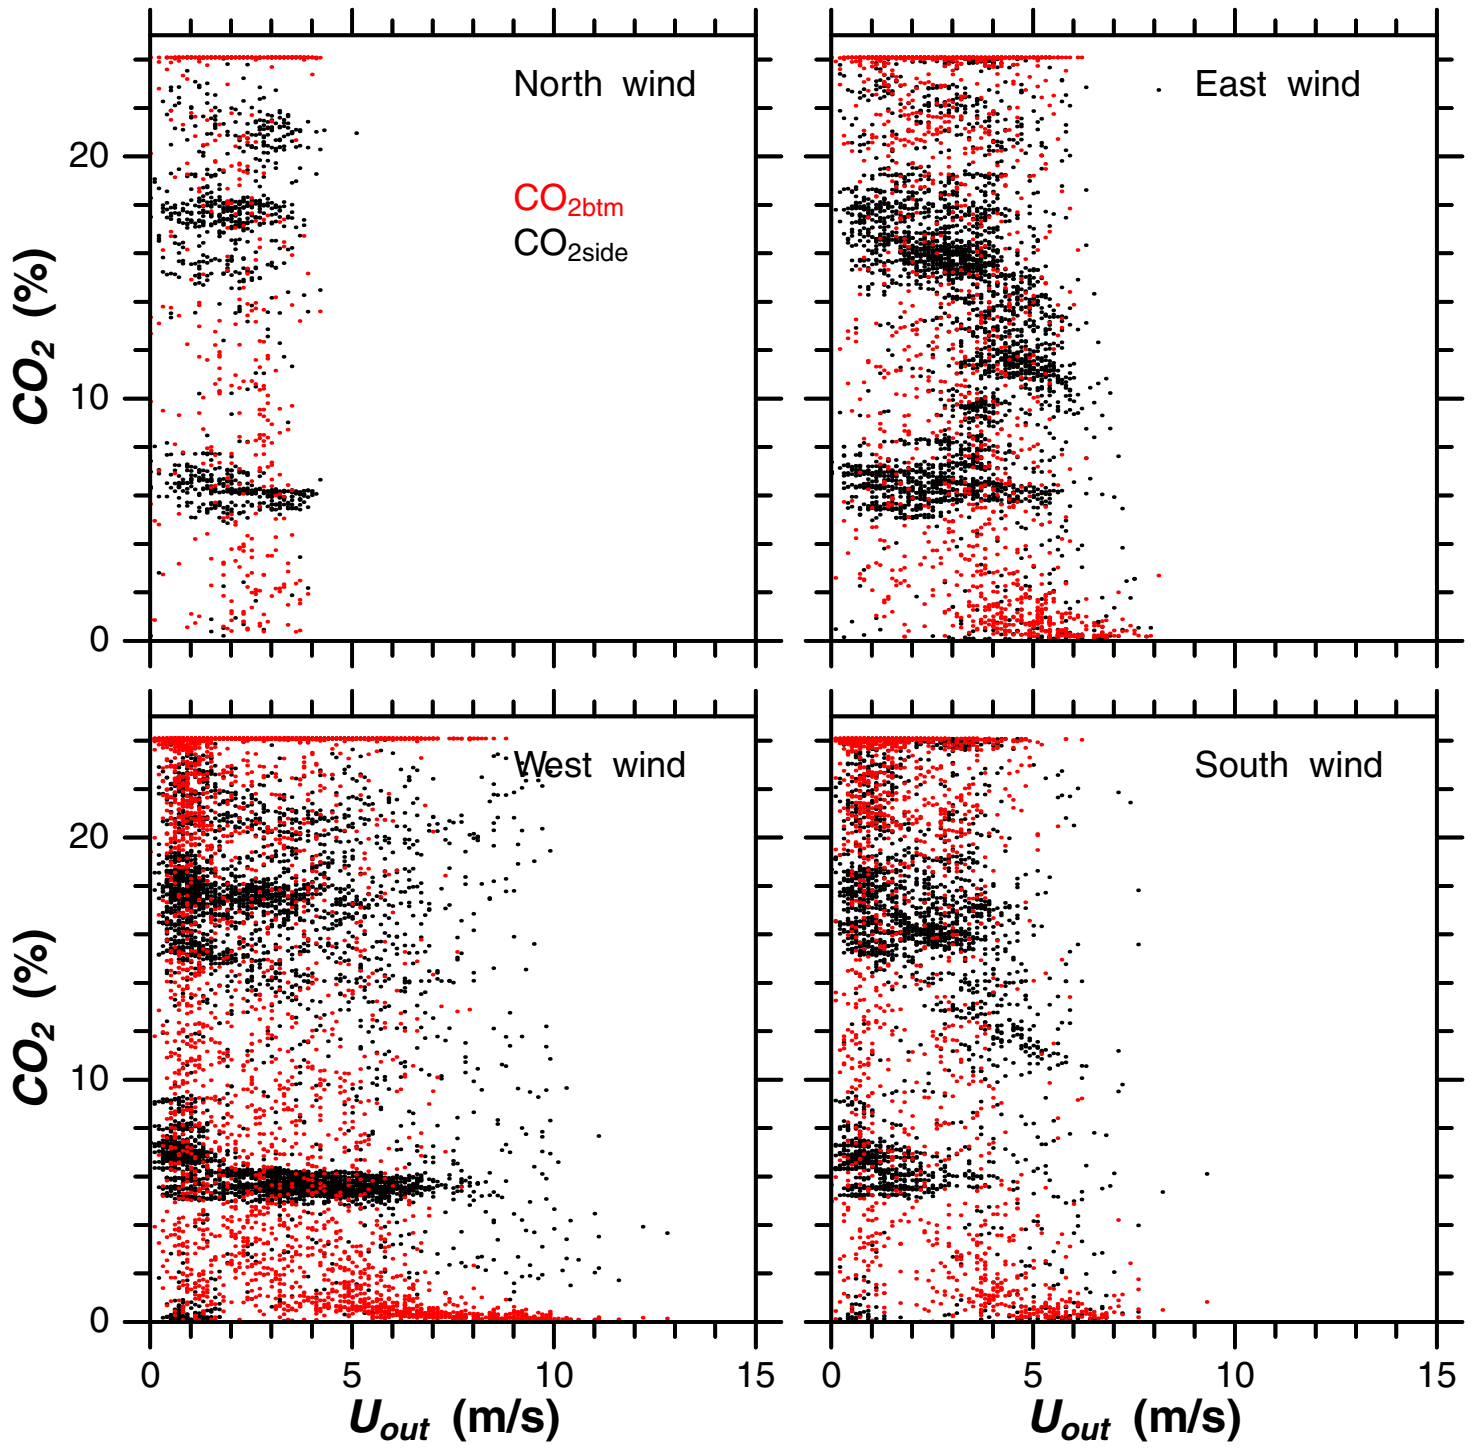 North wind
East wind
20
CO2btm
CO2side
CO2 (%)
10
0
West wind
South wind
20
CO2 (%)
10
0
0 5 10 15
0 5 10 15
Uout (m/s)
Uout (m/s)